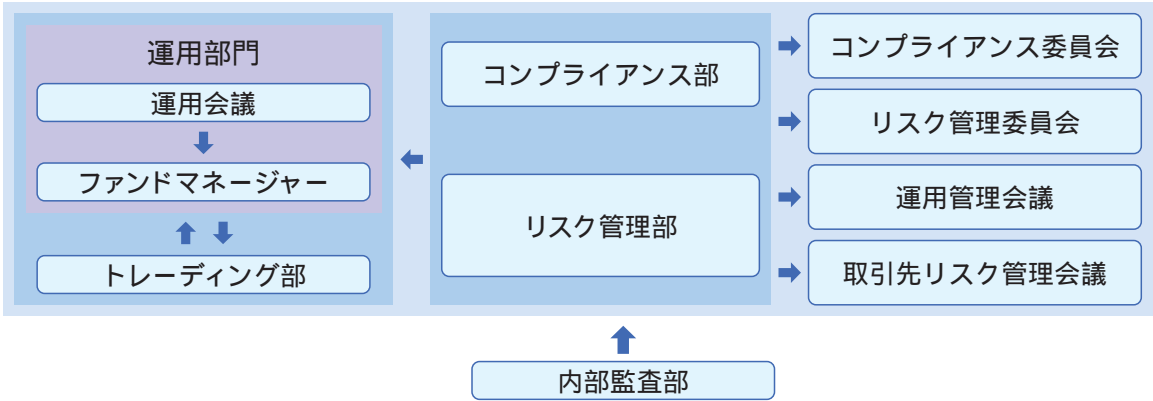 運用部門
運用会議
ファンドマネージャー
トレーディング部
コンプライアンス部
リスク管理部
コンプライアンス委員会
リスク管理委員会
運用管理会議
取引先リスク管理会議
内部監査部